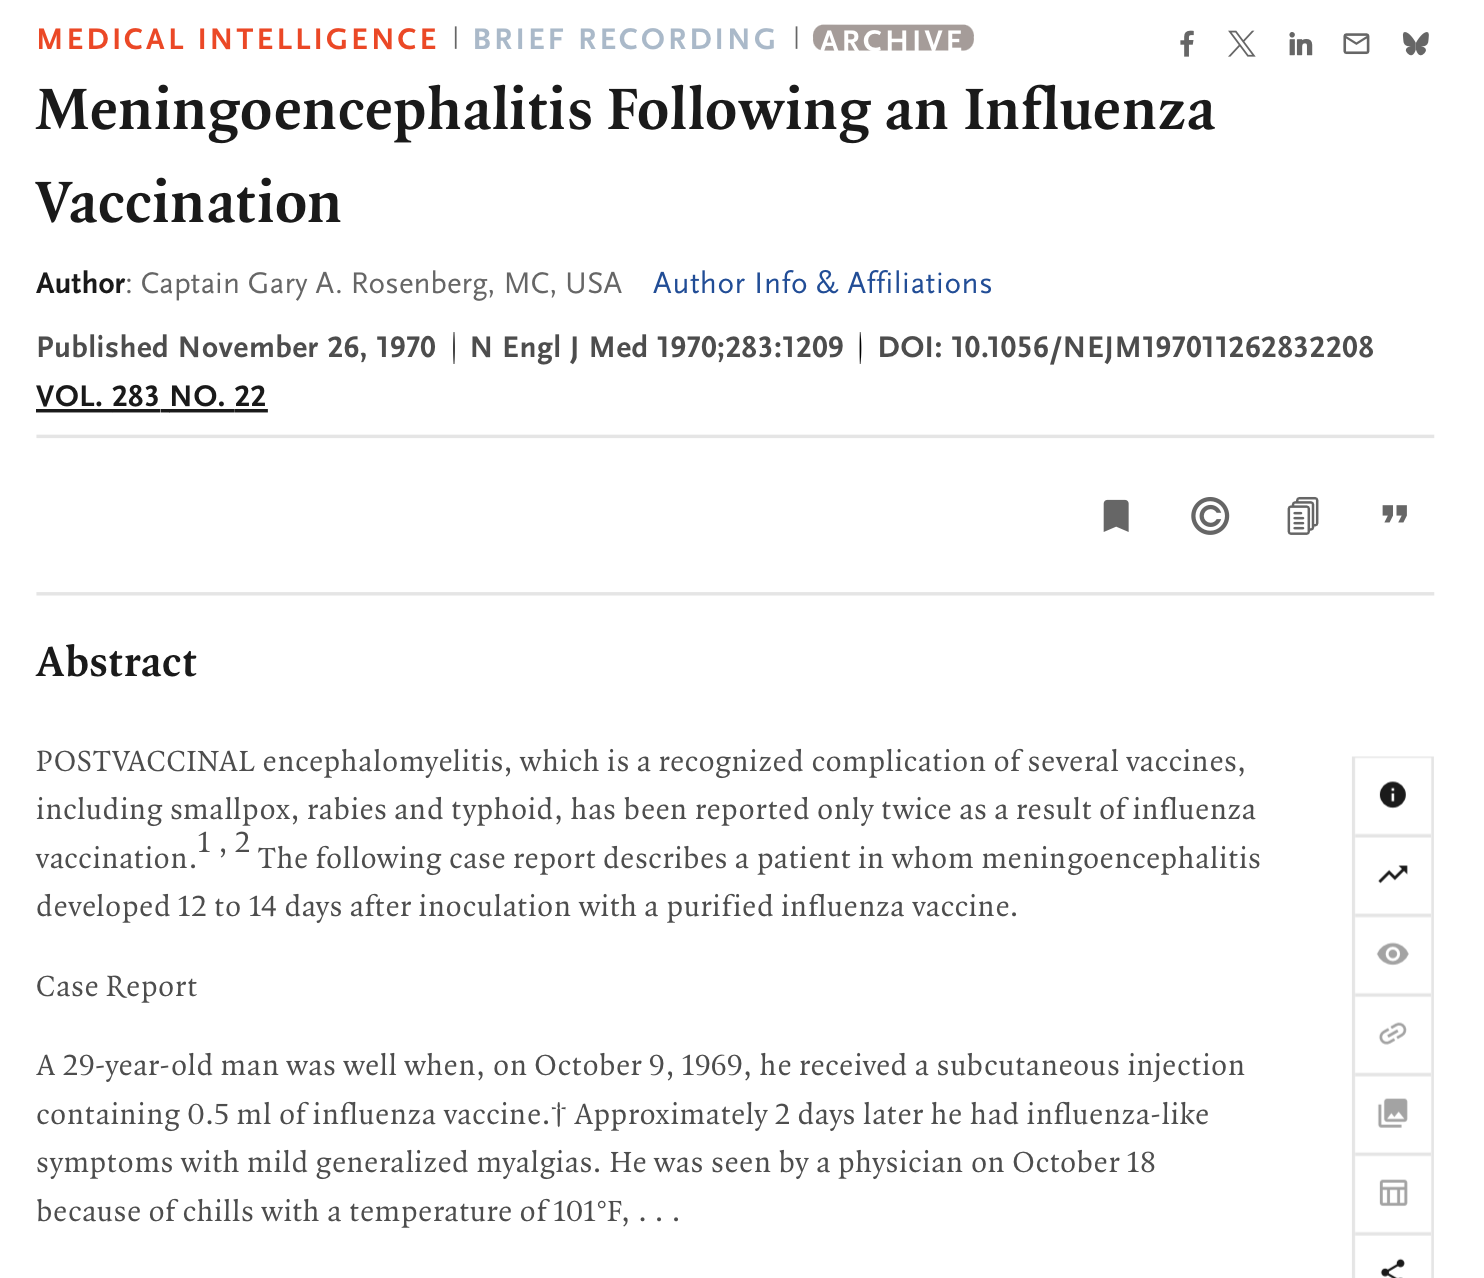 MEDICAL INTELLIGENCE | BRIEF RECORDING | ARCHIVE
Meningoencephalitis Following an Influenza
Vaccination
Author: Captain Gary A. Rosenberg, MC, USA Author Info & Affiliations
Published November 26, 1970 | N Engl J Med 1970;283:1209 | DOI: 10.1056/NEJM197011262832208
VOL. 283 NO. 22
Abstract
POSTVACCINAL encephalomyelitis, which is a recognized complication of several vaccines,
including smallpox, rabies and typhoid, has been reported only twice as a result of influenza
vaccination.1 , 2 The following case report describes a patient in whom meningoencephalitis
developed 12 to 14 days after inoculation with a purified influenza vaccine.
Case Report
A 29-year-old man was well when, on October 9, 1969, he received a subcutaneous injection
containing 0.5 ml of influenza vaccine.† Approximately 2 days later he had influenza-like
symptoms with mild generalized myalgias. He was seen by a physician on October 18
because of chills with a temperature of 101°F, . . .